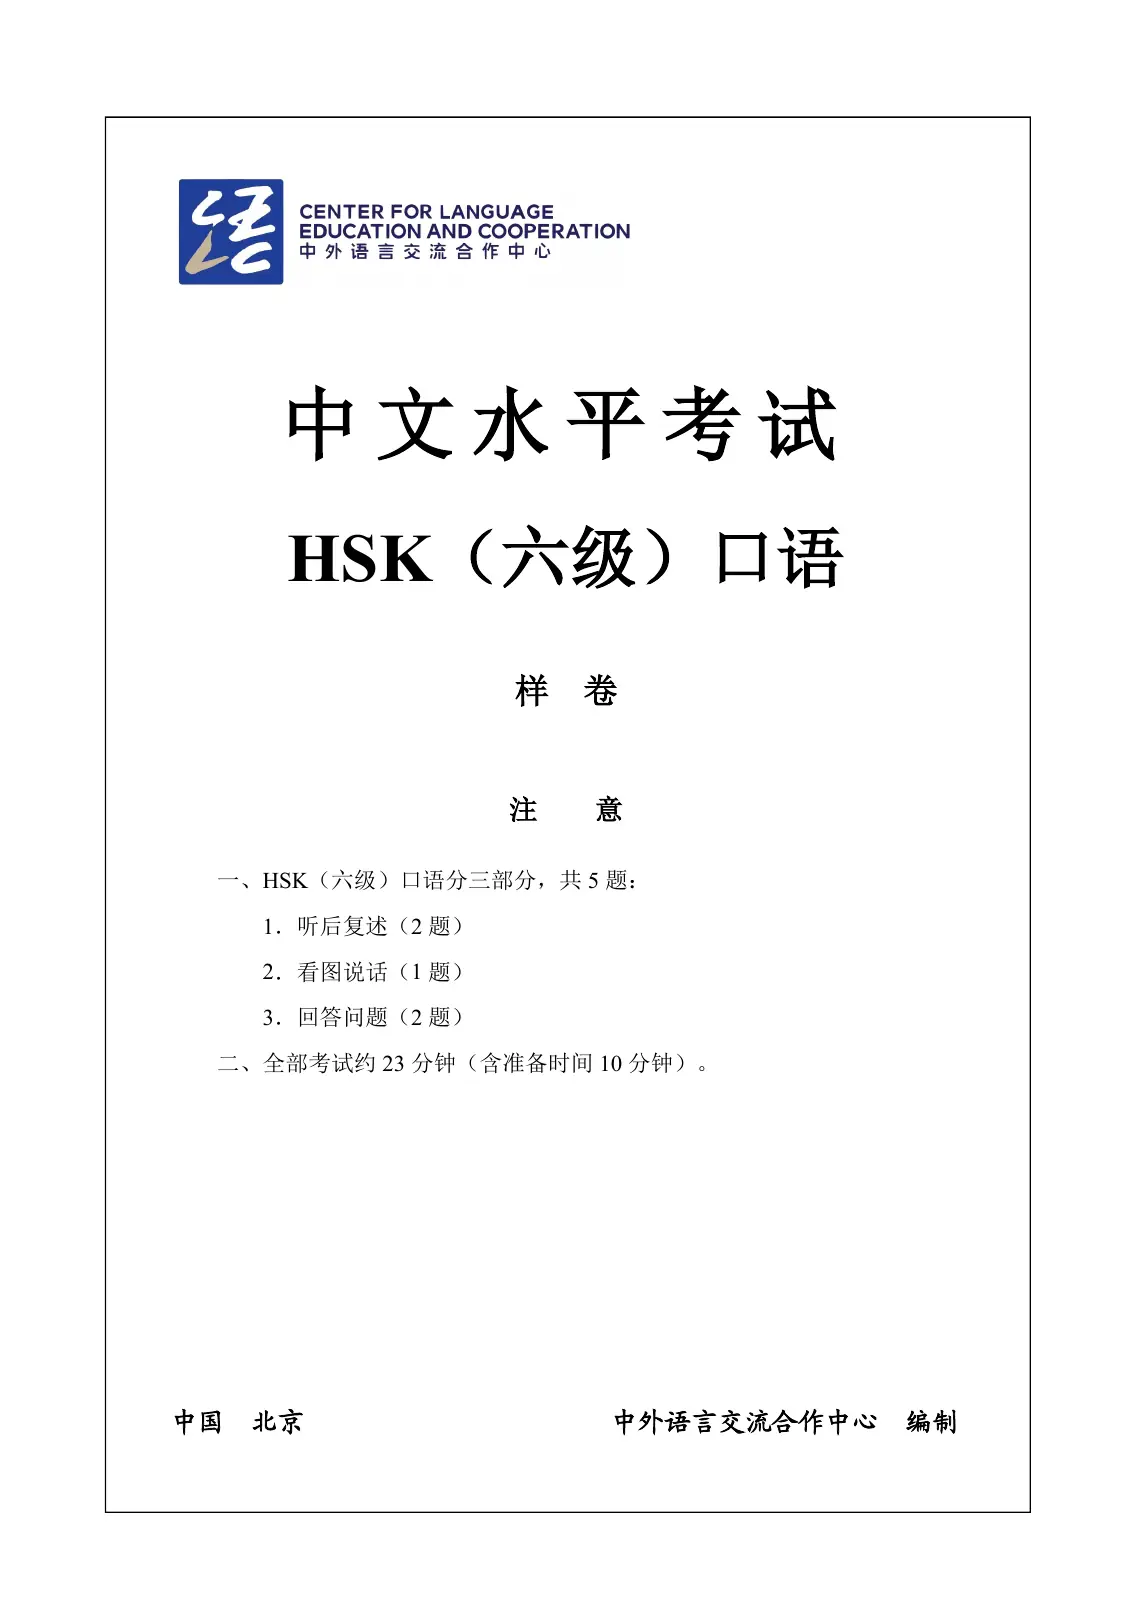 语
CENTER FOR LANGUAGE
EDUCATION AND COOPERATION
中外语言交流合作中心
中文水平考试
HSK（六级）口语
样 卷
注 意
一、HSK（六级）口语分三部分，共 5 题：
1．听后复述（2 题）
2．看图说话（1 题）
3．回答问题（2 题）
二、全部考试约 23 分钟（含准备时间 10 分钟）。
中国 北京 中外语言交流合作中心 编制